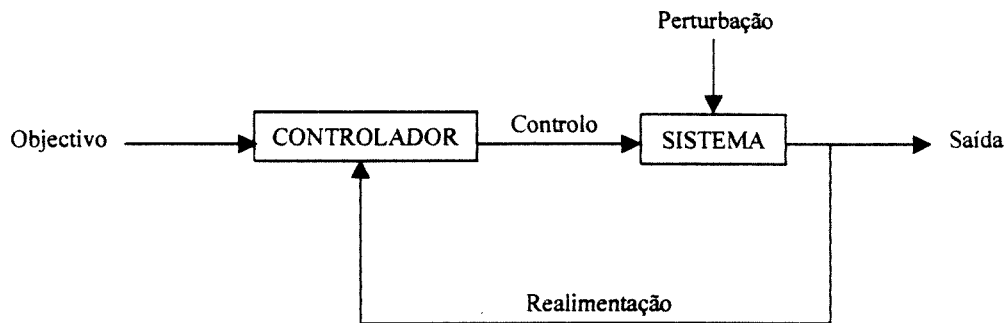 Perturbação
Objectivo
CONTROLADOR
Controlo
SISTEMA
Saída
Realimentação